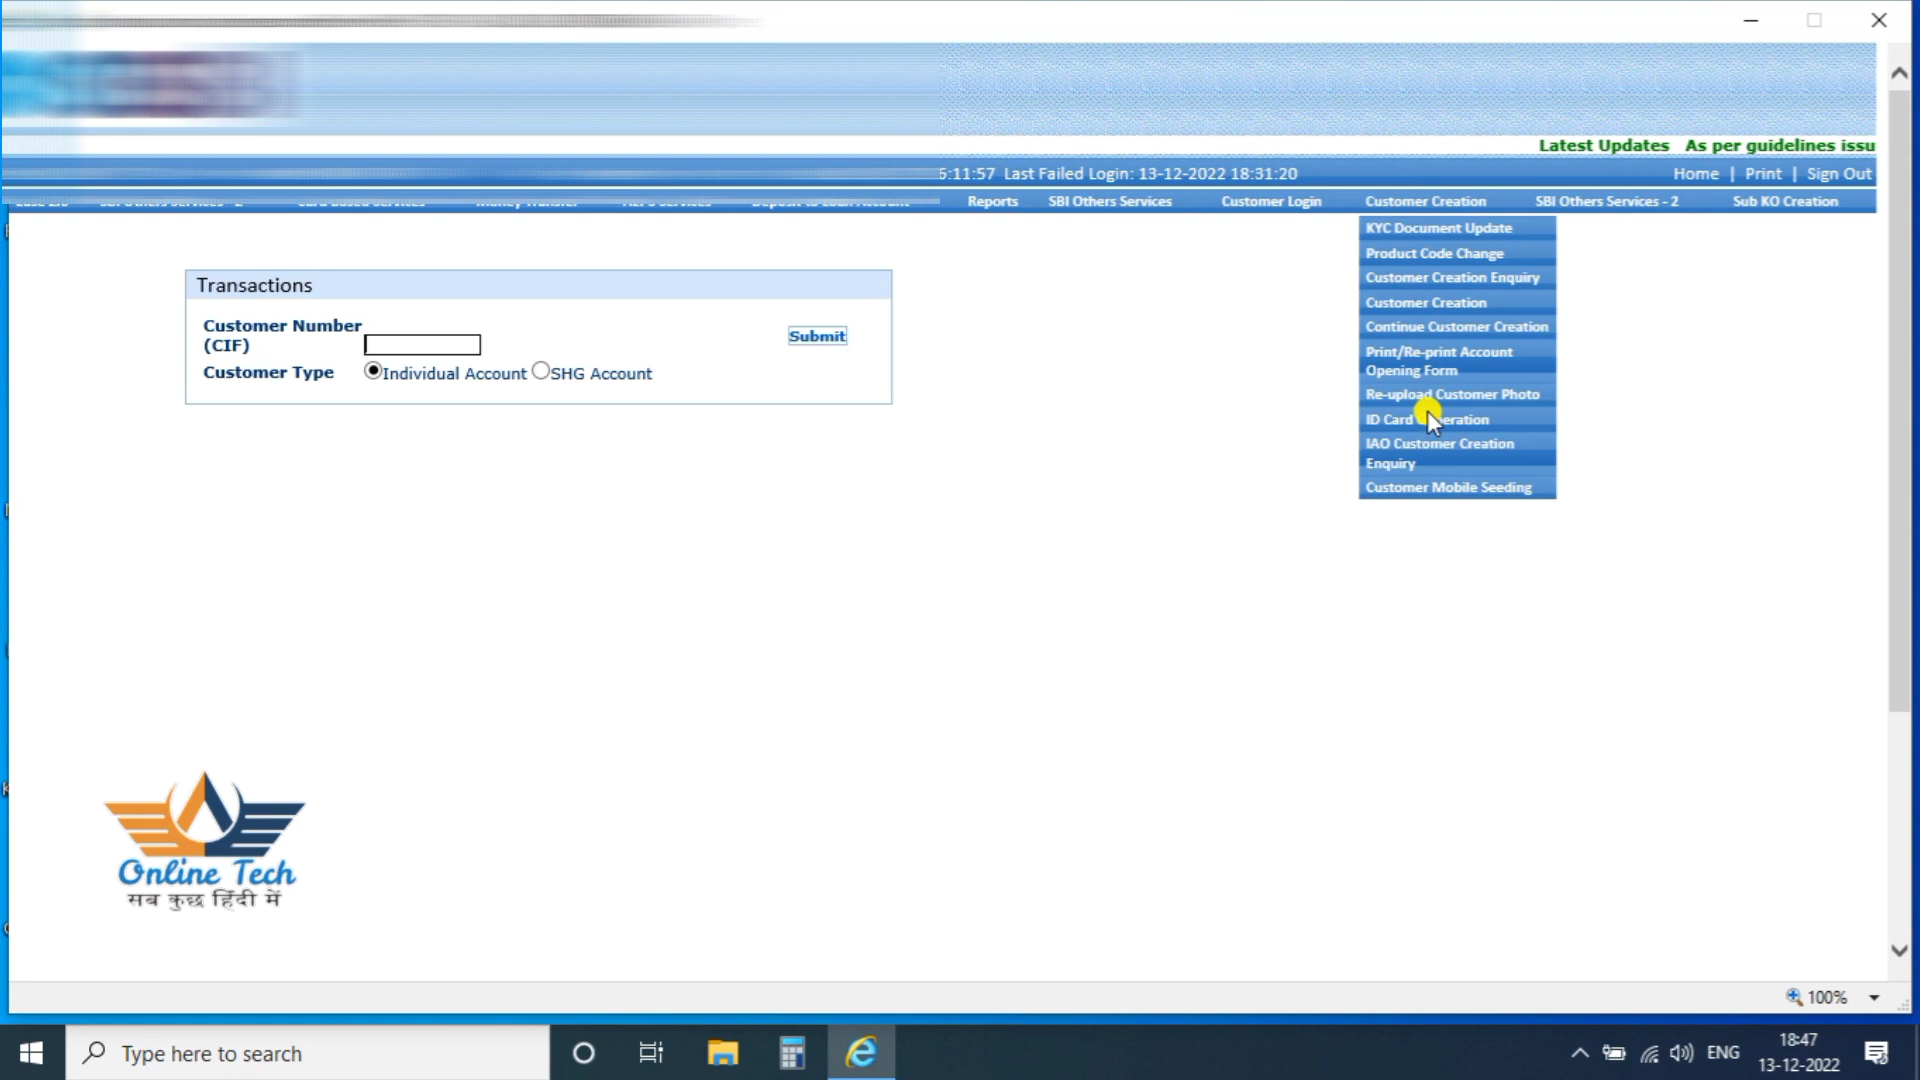 Latest Updates As per guidelines issu
5:11:57 Last Failed Login: 13-12-2022 18:31:20
Home | Print | Sign Out
Reports SBI Others Services Customer Login Customer Creation SBI Others Services - 2 Sub KO Creation
KYC Document Update
Product Code Change
Customer Creation Enquiry
Customer Creation
Continue Customer Creation
Print/Re-print Account
Opening Form
Re-upload Customer Photo
ID Card
IAO Customer Creation
Enquiry
Customer Mobile Seeding
Transactions
Customer Number
(CIF)
Submit
Customer Type Individual Account SHG Account
Online Tech
सब कुछ हिंदी में
100%
Type here to search
ENG
18:47
13-12-2022